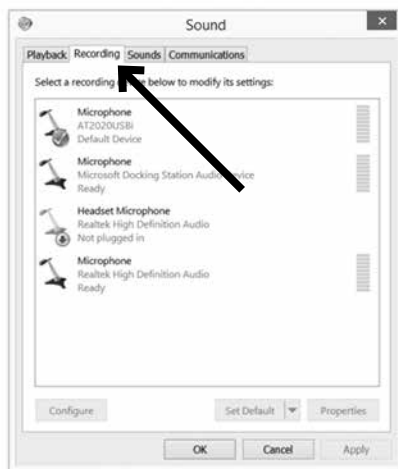 Sound
Playback Recording Sounds Communications
Select a recording below to modify its settings:
Microphone
AT2020USBi
Default Device
Microphone
Microsoft Docking Station Audio Device
Ready
Headset Microphone
Realtek High Definition Audio
Not plugged in
Microphone
Realtek High Definition Audio
Ready
Configure Set Default Properties
OK Cancel Apply